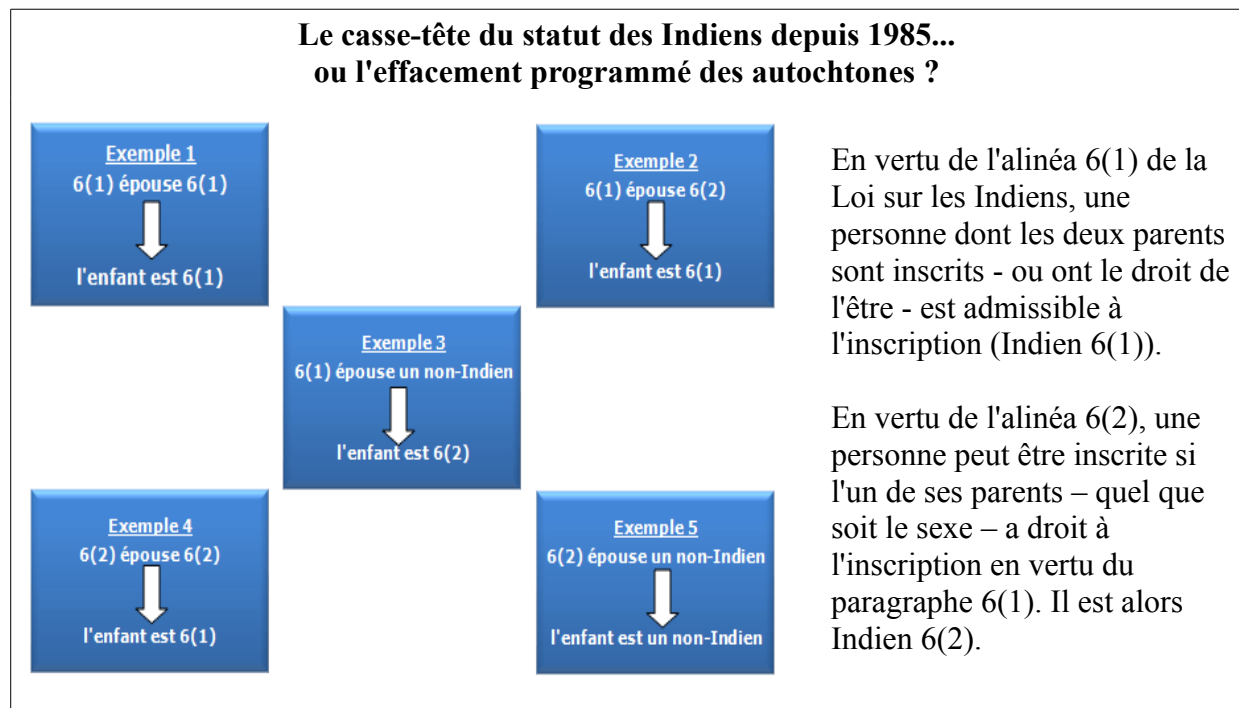 Le casse-tête du statut des Indiens depuis 1985...
ou l'effacement programmé des autochtones ?
Exemple 1
6(1) épouse 6(1)
l'enfant est 6(1)
Exemple 2
6(1) épouse 6(2)
l'enfant est 6(1)
Exemple 3
6(1) épouse un non-Indien
l'enfant est 6(2)
Exemple 4
6(2) épouse 6(2)
l'enfant est 6(1)
Exemple 5
6(2) épouse un non-Indien
l'enfant est un non-Indien
En vertu de l'alinéa 6(1) de la
Loi sur les Indiens, une
personne dont les deux parents
sont inscrits - ou ont le droit de
l'être - est admissible à
l'inscription (Indien 6(1)).
En vertu de l'alinéa 6(2), une
personne peut être inscrite si
l'un de ses parents – quel que
soit le sexe – a droit à
l'inscription en vertu du
paragraphe 6(1). Il est alors
Indien 6(2).